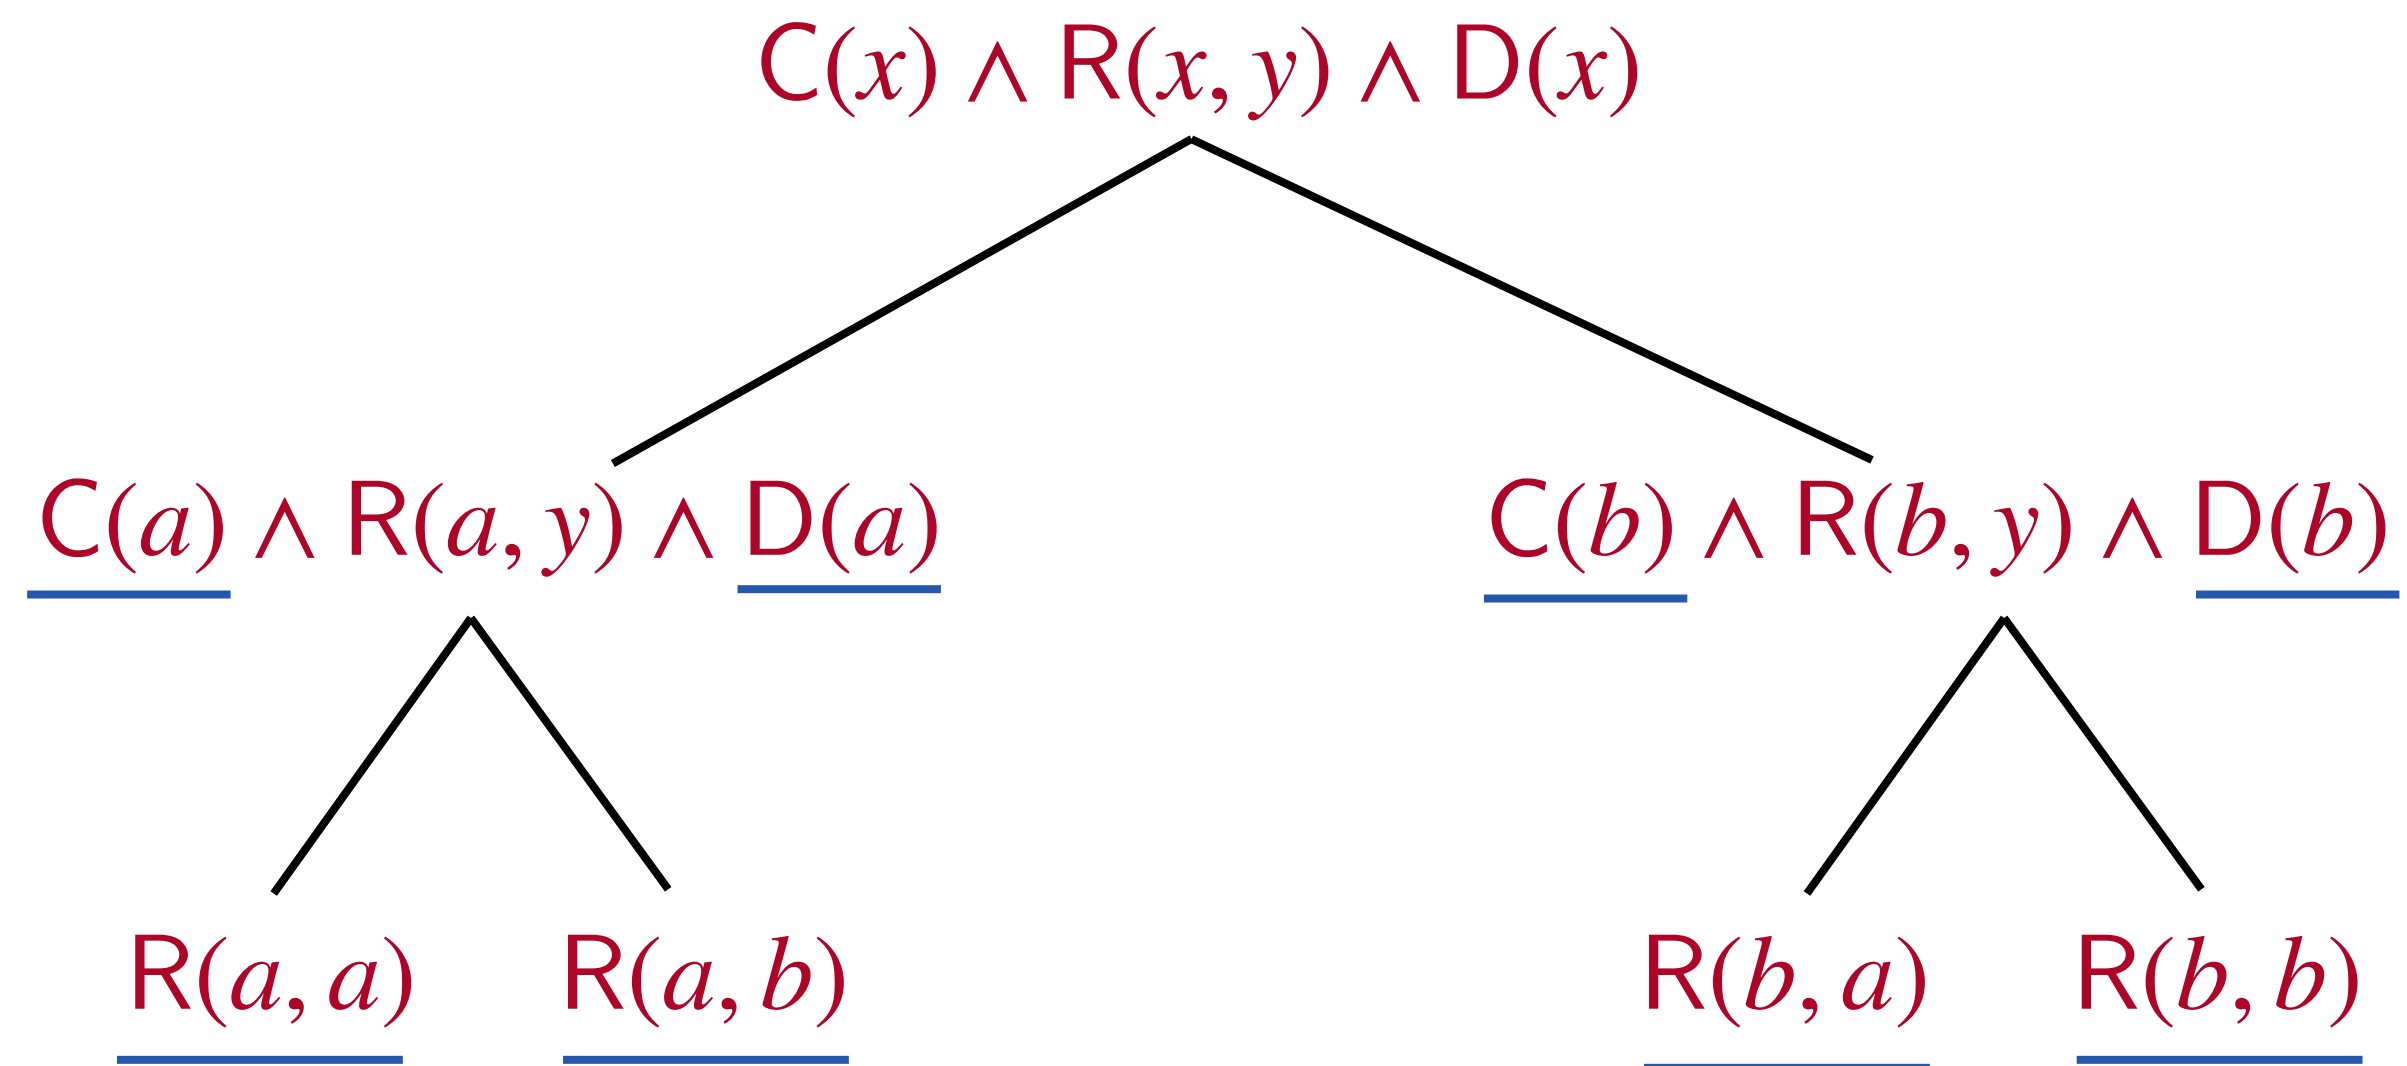 C(x) ∧ R(x, y) ∧ D(x)
C(a) ∧ R(a, y) ∧ D(a)
C(b) ∧ R(b, y) ∧ D(b)
R(a, a)
R(a, b)
R(b, a)
R(b, b)